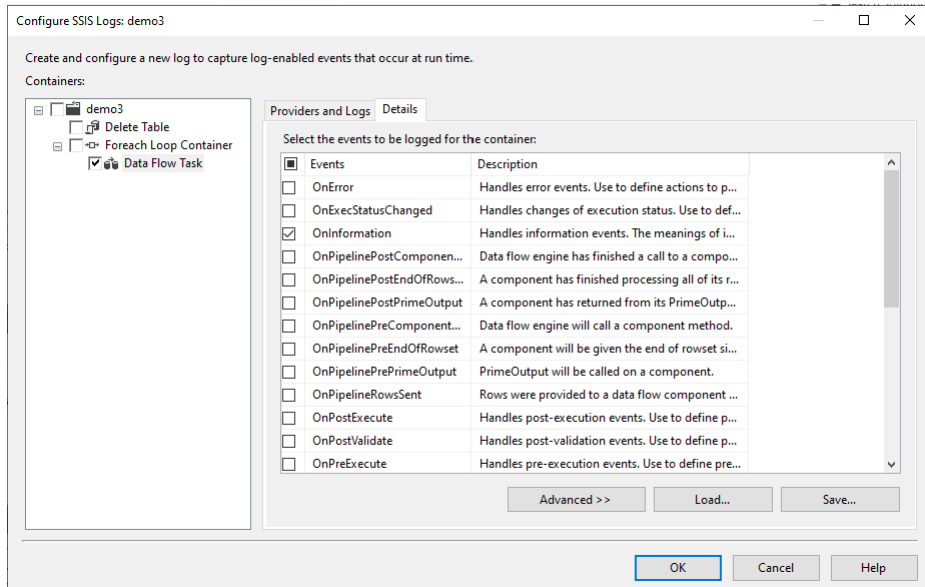 Configure SSIS Logs: demo3
Create and configure a new log to capture log-enabled events that occur at run time.
Containers:
demo3
Delete Table
Foreach Loop Container
Data Flow Task
Providers and Logs Details
Select the events to be logged for the container:
Events Description
OnError Handles error events. Use to define actions to p...
OnExecStatusChanged Handles changes of execution status. Use to def...
OnInformation Handles information events. The meanings of i...
OnPipelinePostComponen... Data flow engine has finished a call to a compo...
OnPipelinePostEndOfRows... A component has finished processing all of its r...
OnPipelinePostPrimeOutput A component has returned from its PrimeOutp...
OnPipelinePreComponent... Data flow engine will call a component method.
OnPipelinePreEndOfRowset A component will be given the end of rowset si...
OnPipelinePrePrimeOutput PrimeOutput will be called on a component.
OnPipelineRowsSent Rows were provided to a data flow component ...
OnPostExecute Handles post-execution events. Use to define p...
OnPostValidate Handles post-validation events. Use to define p...
OnPreExecute Handles pre-execution events. Use to define pre...
Advanced >> Load... Save...
OK Cancel Help